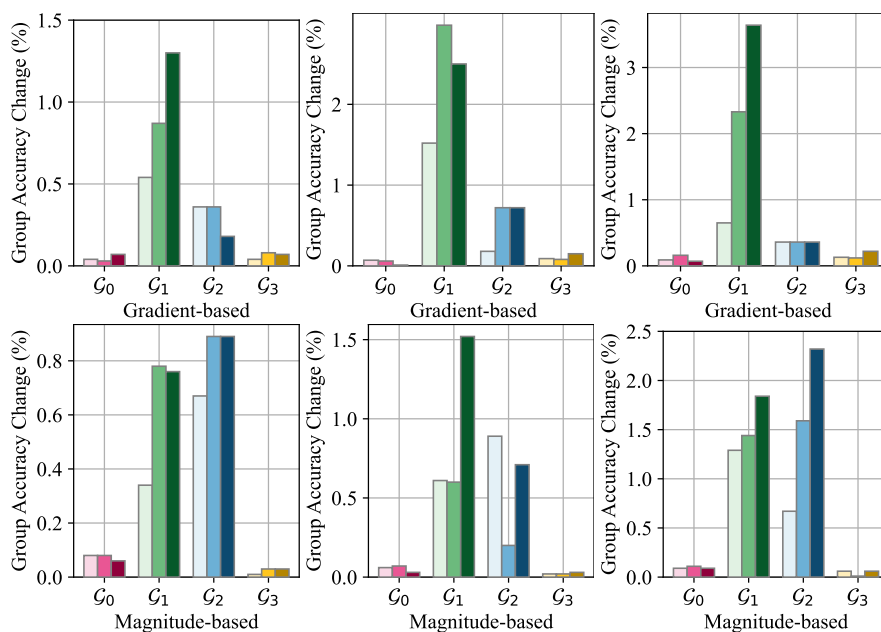 Group Accuracy Change (%)
1.5
1.0
0.5
0.0
𝒢0 𝒢1 𝒢2 𝒢3
Gradient-based
Group Accuracy Change (%)
2
1
0
𝒢0 𝒢1 𝒢2 𝒢3
Gradient-based
Group Accuracy Change (%)
3
2
1
0
𝒢0 𝒢1 𝒢2 𝒢3
Gradient-based
Group Accuracy Change (%)
0.8
0.6
0.4
0.2
0.0
𝒢0 𝒢1 𝒢2 𝒢3
Magnitude-based
Group Accuracy Change (%)
1.5
1.0
0.5
0.0
𝒢0 𝒢1 𝒢2 𝒢3
Magnitude-based
Group Accuracy Change (%)
2.5
2.0
1.5
1.0
0.5
0.0
𝒢0 𝒢1 𝒢2 𝒢3
Magnitude-based